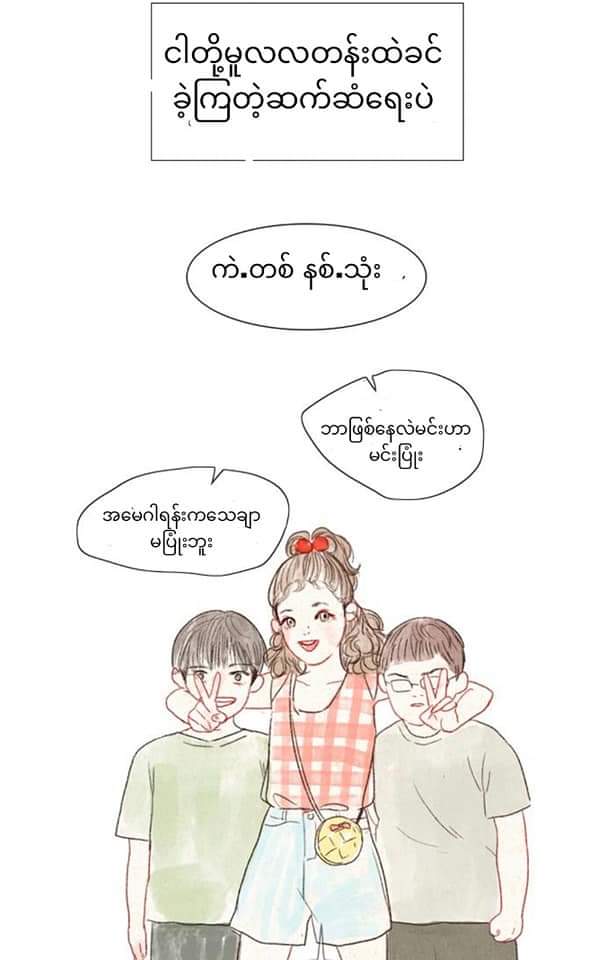 ငါတို့မူလလတန်းထဲခင်
ခဲ့ကြတဲ့ဆက်ဆံရေးပဲ
ကဲ.တစ် နှစ်.သုံး
ဘာဖြစ်နေလဲမင်းဟာ
မင်းပြုံး
အမေဂါရန်းကသေချာ
မပြုံးဘူး